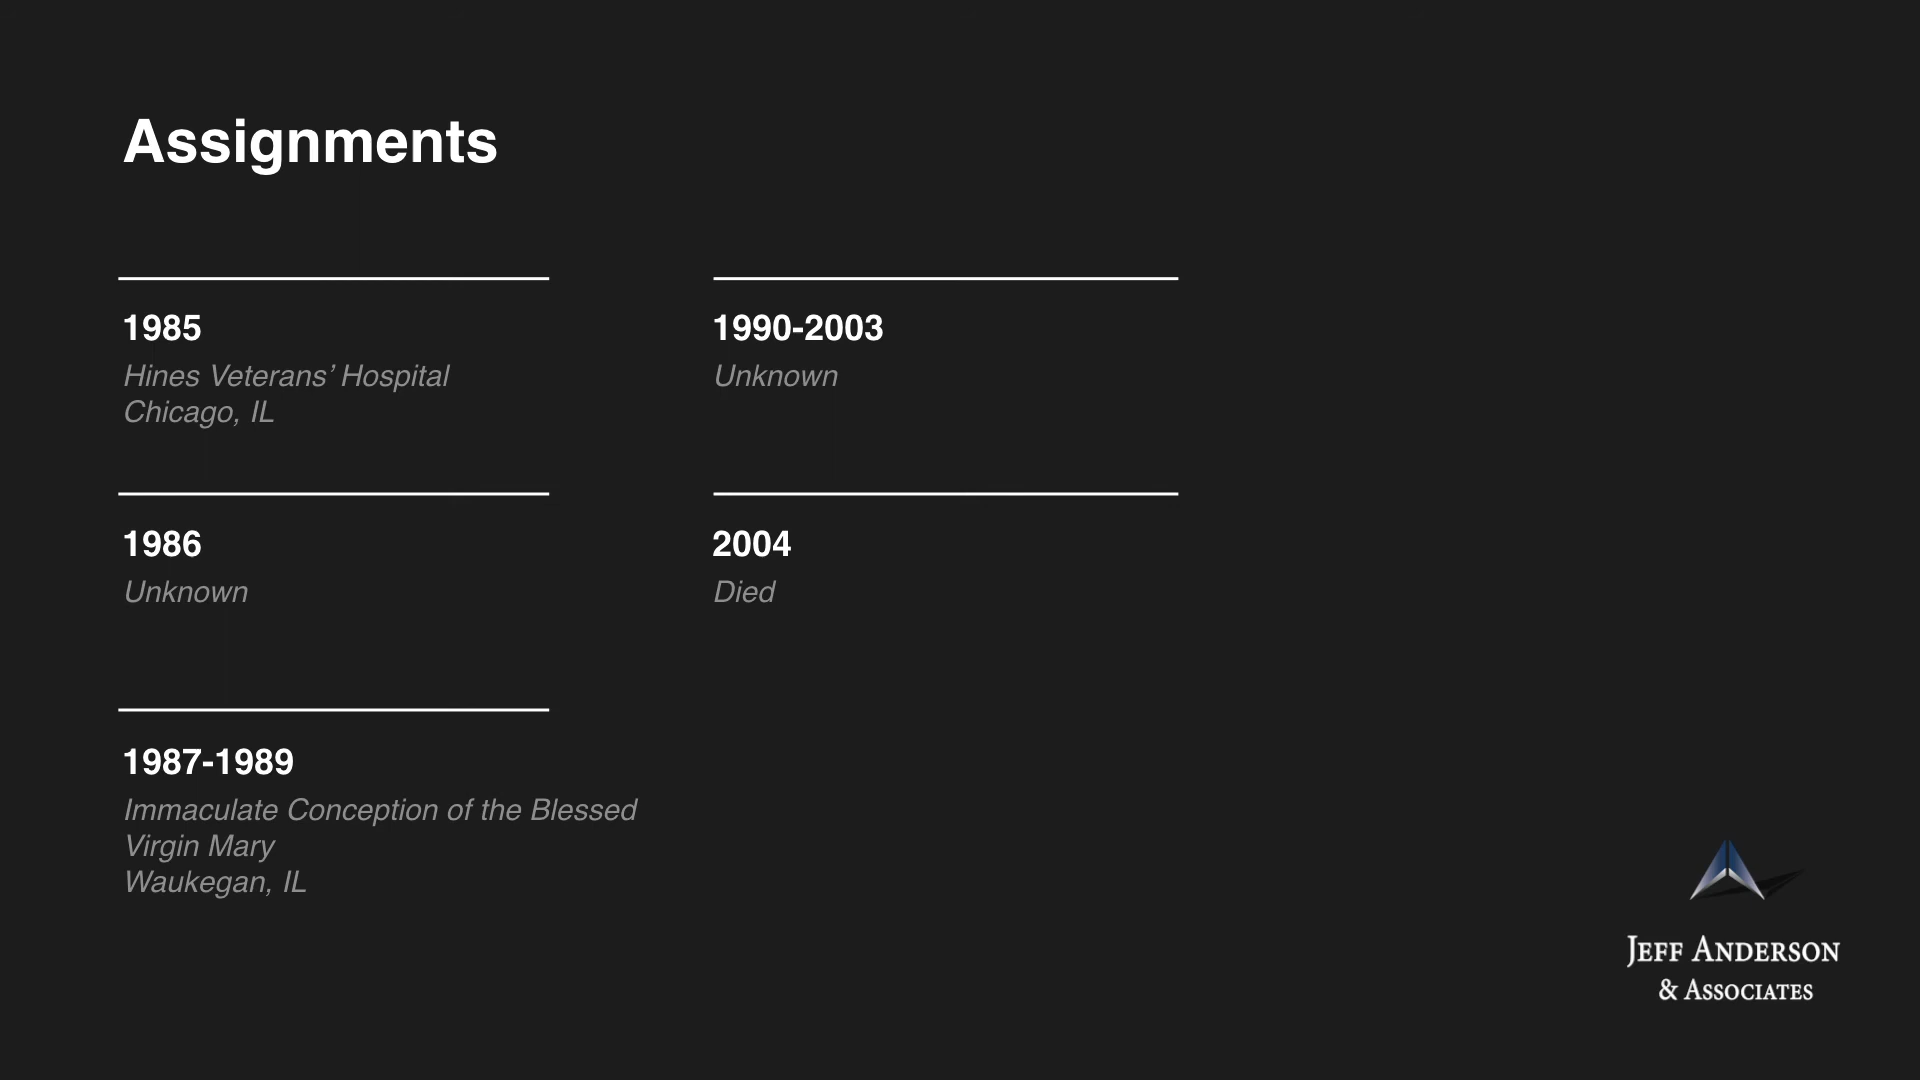 Assignments
1985
Hines Veterans’ Hospital
Chicago, IL
1986
Unknown
1987-1989
Immaculate Conception of the Blessed
Virgin Mary
Waukegan, IL
1990-2003
Unknown
2004
Died
JEFF ANDERSON
& ASSOCIATES